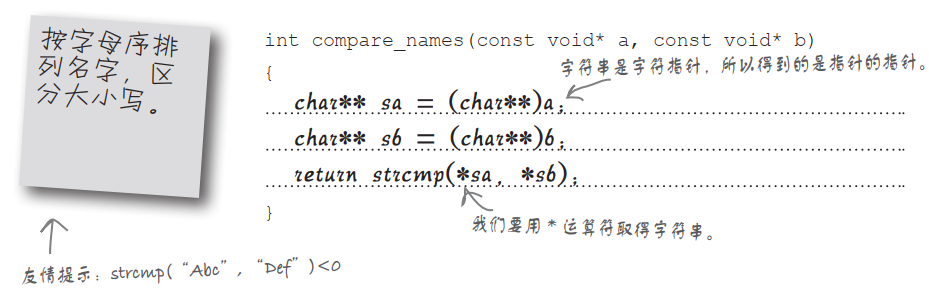 按字母序排
列名字，区
分大小写。
友情提示：strcmp(“Abc”,“Def”)<0
int compare_names(const void* a, const void* b)
{
字符串是字符指针，所以得到的是指针的指针。
char** sa = (char**)a;
char** sb = (char**)b;
return strcmp(*sa, *sb);
}
我们要用*运算符取得字符串。